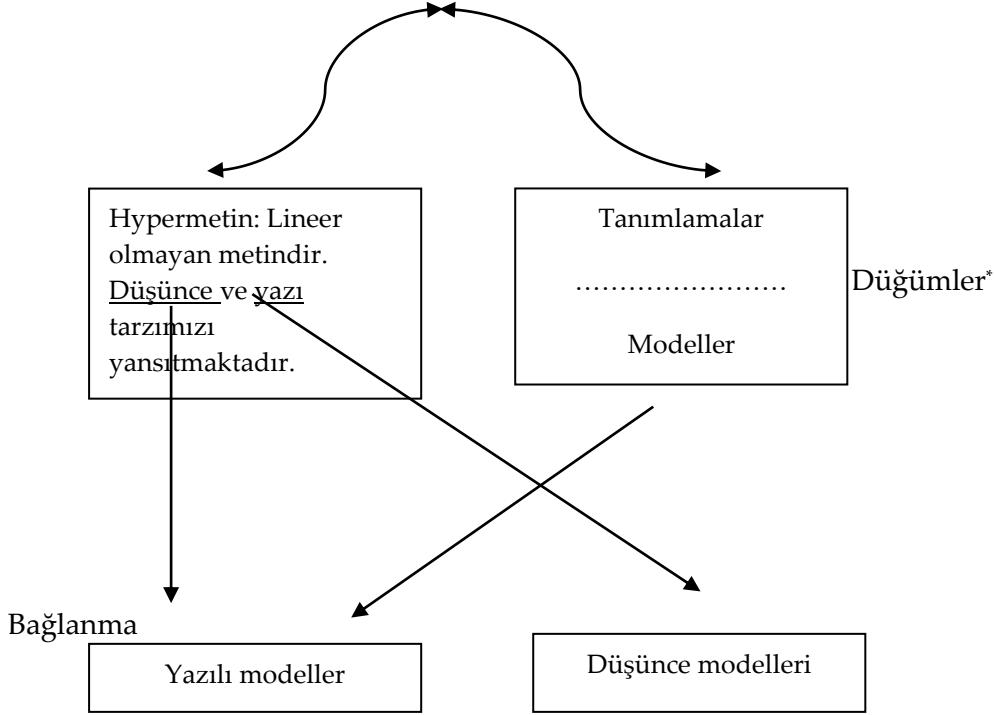 Hypermetin: Lineer
olmayan metindir.
Düşünce ve yazı
tarzımızı
yansıtmaktadır.
Tanımlamalar
……………………
Modeller
Düğümler*
Bağlanma
Yazılı modeller
Düşünce modelleri